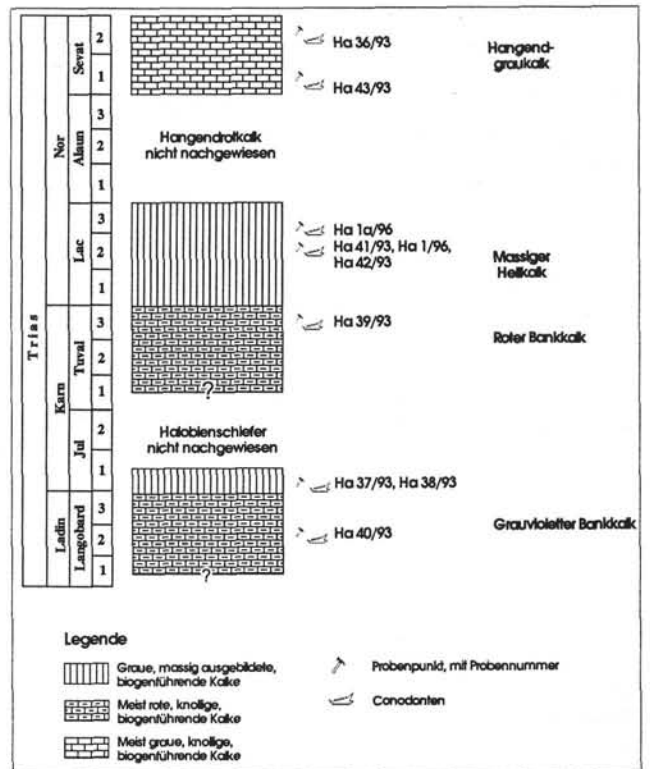 Trias
Nor
Karn
Ladin
Sevat
Alaun
Lac
Tuval
Jul
Langobard
2
1
3
2
1
3
2
1
3
2
1
2
1
3
2
1
Ha 36/93
Ha 43/93
Hangend-
graukalk
Hangendrotkalk
nicht nachgewiesen
Ha 1a/96
Ha 41/93, Ha 1/96,
Ha 42/93
Massiger
Hellkalk
Ha 39/93
Roter Bankkalk
?
Halobienschiefer
nicht nachgewiesen
Ha 37/93, Ha 38/93
Ha 40/93
Grauvioletter Bankkalk
?
Legende
Graue, massig ausgebildete,
biogenführende Kalke
Meist rote, knollige,
biogenführende Kalke
Meist graue, knollige,
biogenführende Kalke
Probenpunkt, mit Probennummer
Conodonten